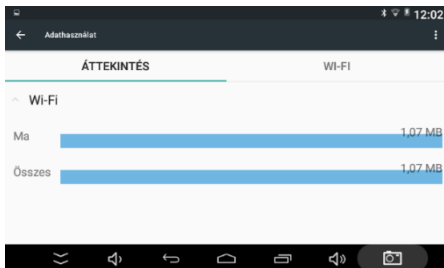 12:02
Adathasználat
ÁTTEKINTÉS
WI-FI
Wi-Fi
Ma
1,07 MB
Összes
1,07 MB